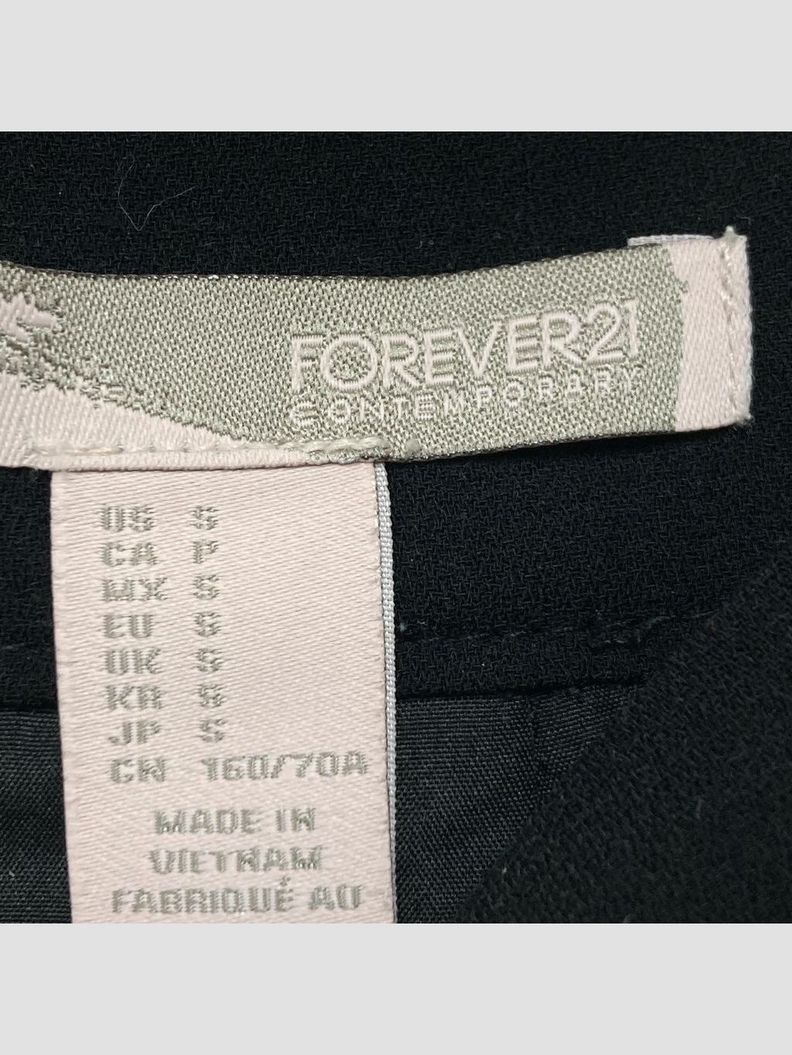 FOREVER21
CONTEMPORARY
US S
CA P
MX S
EU S
UK S
KR S
JP S
CN 160/70A
MADE IN
VIETNAM
FABRIQUÉ AU